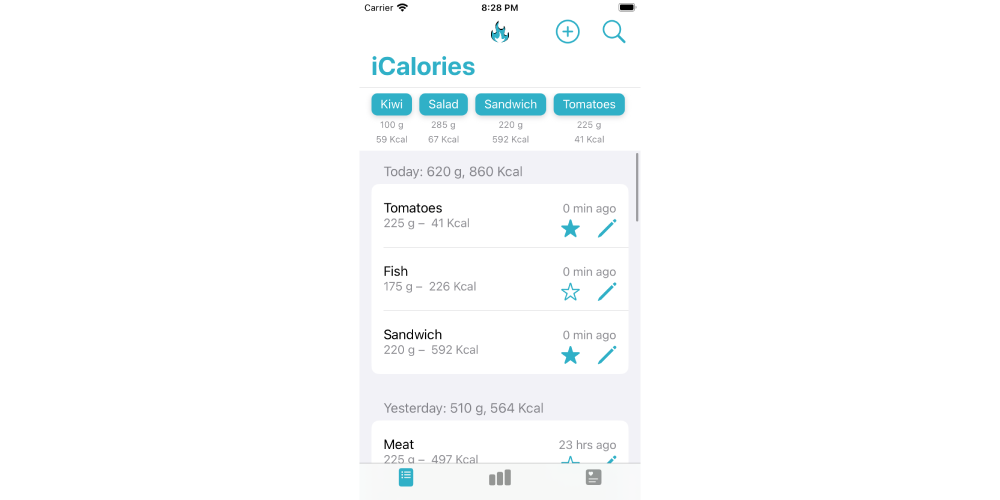 Carrier 8:28 PM
iCalories
Kiwi Salad Sandwich Tomatoes
100 g 285 g 220 g 225 g
59 Kcal 67 Kcal 592 Kcal 41 Kcal
Today: 620 g, 860 Kcal
Tomatoes 0 min ago
225 g – 41 Kcal
Fish 0 min ago
175 g – 226 Kcal
Sandwich 0 min ago
220 g – 592 Kcal
Yesterday: 510 g, 564 Kcal
Meat 23 hrs ago
225 g – 497 Kcal